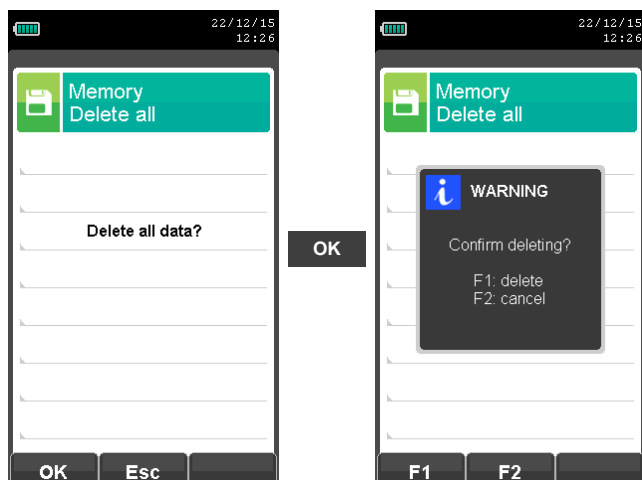 22/12/15
12:26
Memory
Delete all
Delete all data?
OK Esc
OK
22/12/15
12:26
Memory
Delete all
WARNING
Confirm deleting?
F1: delete
F2: cancel
F1 F2